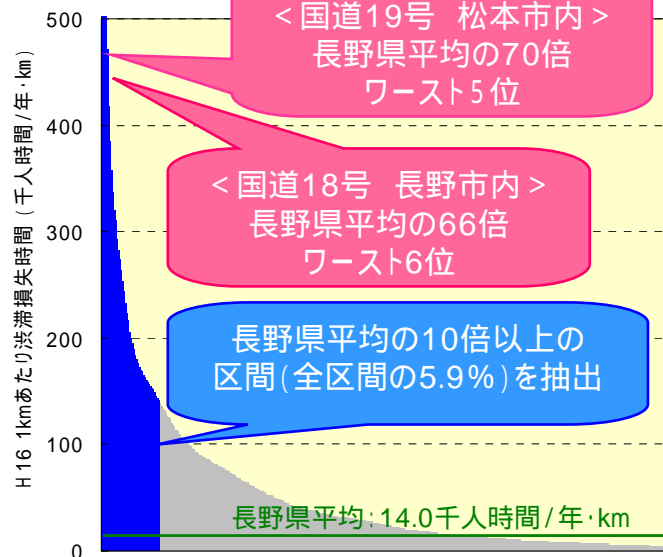 500
400
300
200
100
0
H16 1kmあたり渋滞損失時間(千人時間/年・km)
<国道19号 松本市内>
長野県平均の70倍
ワースト5位
<国道18号 長野市内>
長野県平均の66倍
ワースト6位
長野県平均の10倍以上の
区間(全区間の5.9%)を抽出
長野県平均:14.0千人時間/年・km